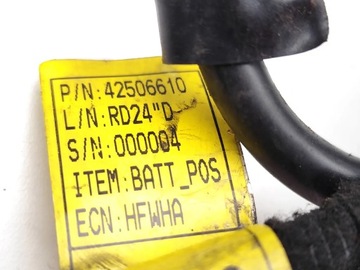 P/N:42506610
L/N:RD24"D
S/N:000004
ITEM:BATT_POS
ECN:HFWHA